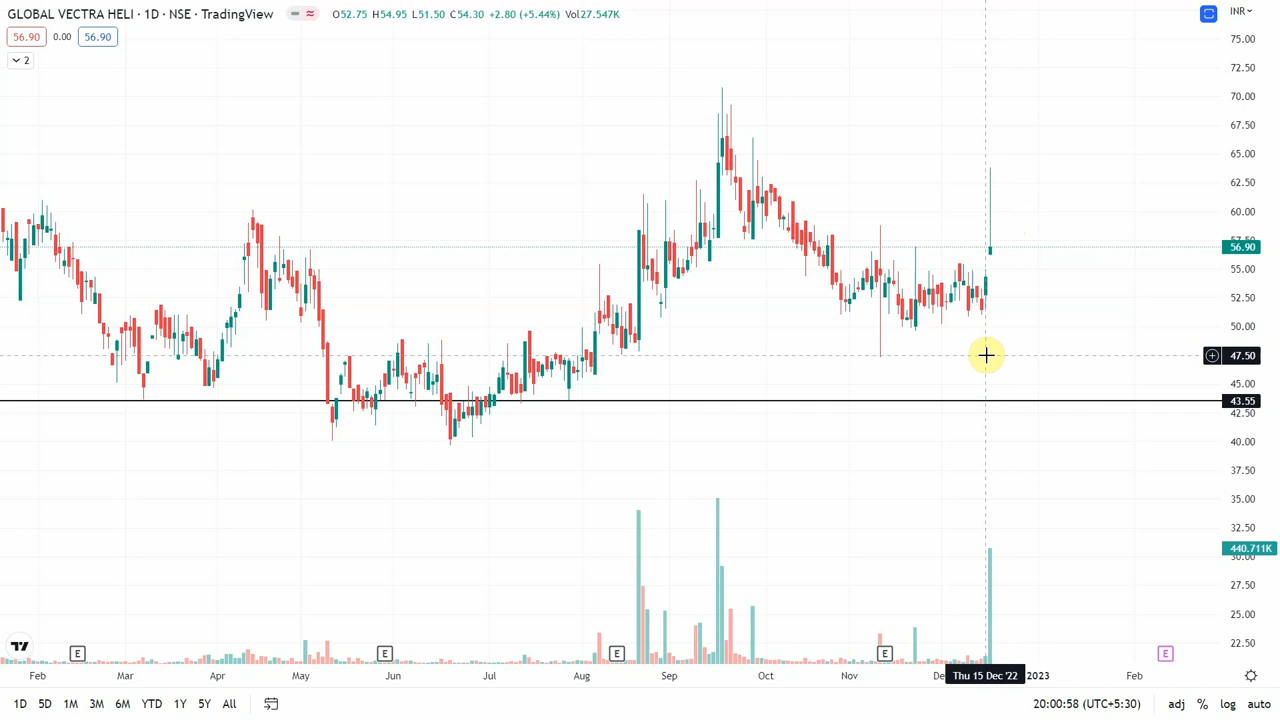 GLOBAL VECTRA HELI · 1D · NSE · TradingView
O52.75 H54.95 L51.50 C54.30 +2.80 (+5.44%) Vol27.547K
INR
56.90 0.00 56.90
2
75.00
72.50
70.00
67.50
65.00
62.50
60.00
56.90
55.00
52.50
50.00
47.50
45.00
43.55
42.50
40.00
37.50
35.00
32.50
440.711K
30.00
27.50
25.00
22.50
E E E E E
Feb Mar Apr May Jun Jul Aug Sep Oct Nov Thu 15 Dec '22 2023 Feb
1D 5D 1M 3M 6M YTD 1Y 5Y All
20:00:58 (UTC+5:30) adj % log auto